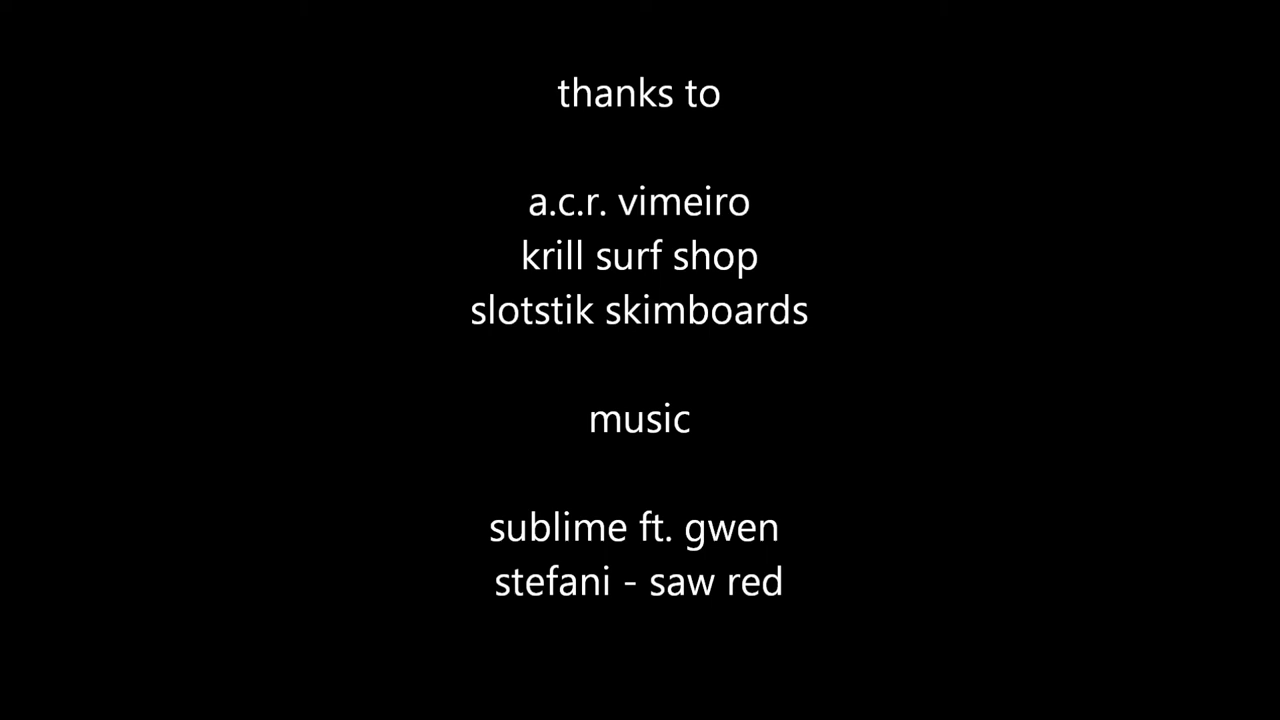 thanks to
a.c.r. vimeiro
krill surf shop
slotstik skimboards
music
sublime ft. gwen
stefani - saw red